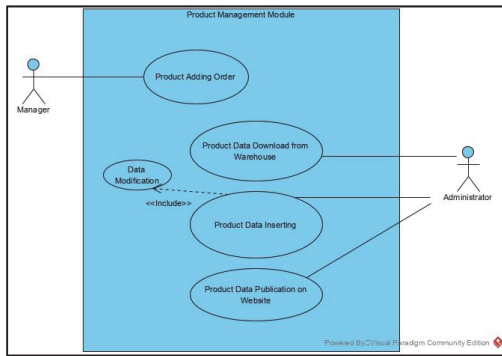 Product Management Module
Product Adding Order
Manager
Product Data Download from
Warehouse
Data
Modification
<<Include>>
Administrator
Product Data Inserting
Product Data Publication on
Website
Powered By Visual Paradigm Community Edition